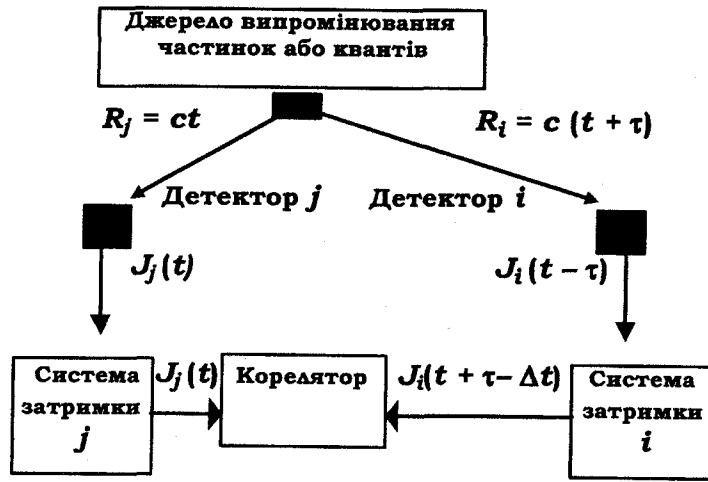 Джерело випромінювання
частинок або квантів
R_j = ct
R_i = c (t + τ)
Детектор j
Детектор i
J_j (t)
J_i (t − τ)
Система
затримки
j
J_j (t)
Корелятор
J_i(t + τ− Δt)
Система
затримки
i